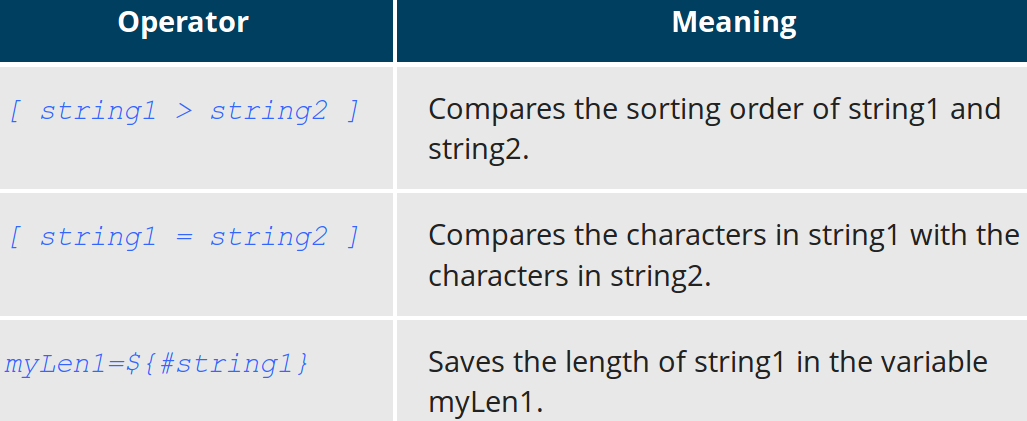 Operator Meaning
[ string1 > string2 ] Compares the sorting order of string1 and
string2.
[ string1 = string2 ] Compares the characters in string1 with the
characters in string2.
myLen1=${#string1} Saves the length of string1 in the variable
myLen1.